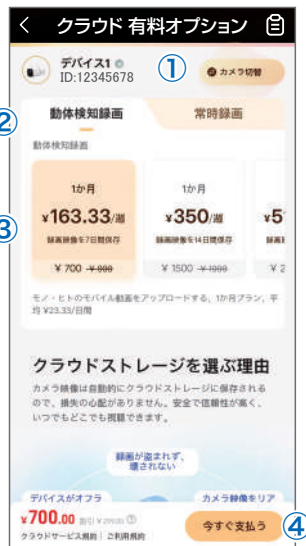 クラウド 有料オプション
デバイス1
ID:12345678
①
カメラ切替
②
動体検知録画
常時録画
動体検知録画
③
1か月
¥163.33/週
録画映像を7日間保存
¥ 700 ¥ 999
1か月
¥350/週
録画映像を14日間保存
¥ 1500 ¥ 1999
¥5
録画
¥ 2
モノ・ヒトのモバイル動画をアップロードする、1か月プラン、平
均 ¥23.33/日間
クラウドストレージを選ぶ理由
カメラ映像は自動的にクラウドストレージに保存される
ので、損失の心配がありません。安全で信頼性が高く、
いつでもどこでも視聴できます。
録画が盗まれず、
壊されない
デバイスがオフラ
カメラ映像をリア
④
¥700.00 割引 ¥ 299.00
今すぐ支払う
クラウドサービス規約 ご利用規約